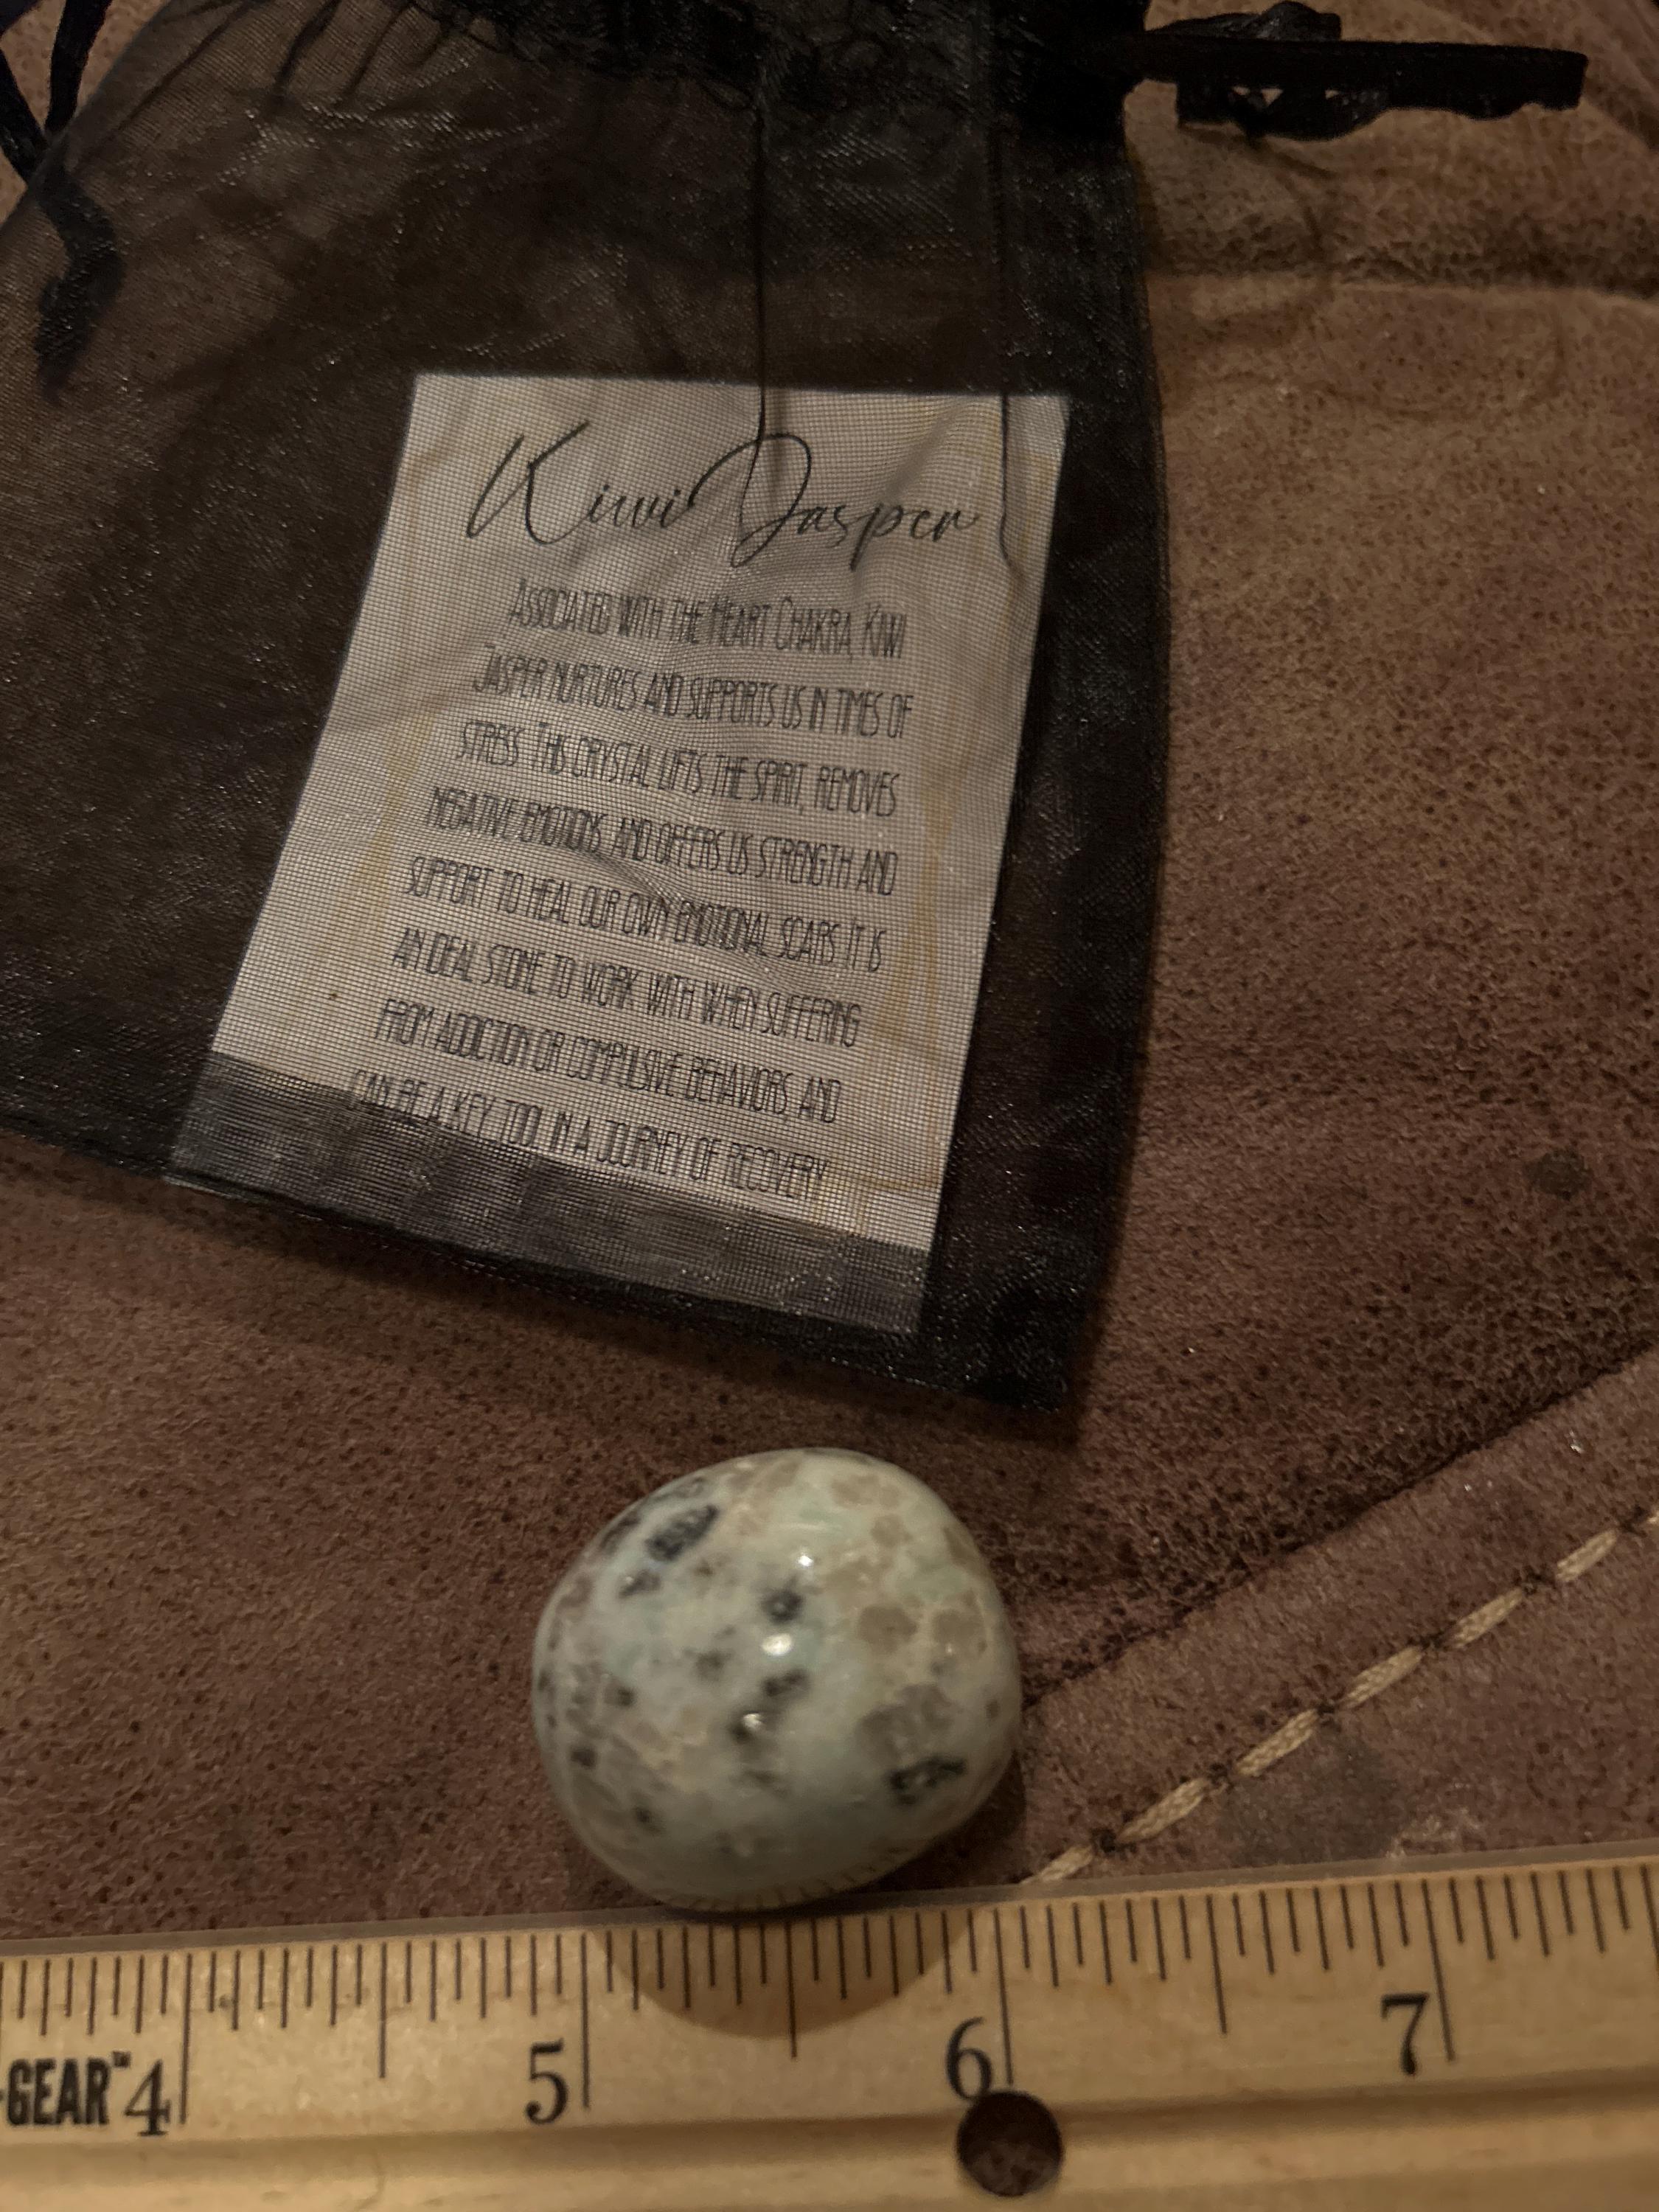 Kiwi Jasper
ASSOCIATED WITH THE HEART CHAKRA, KIWI
JASPER NURTURES AND SUPPORTS US IN TIMES OF
STRESS. THIS CRYSTAL LIFTS THE SPIRIT, REMOVES
NEGATIVE EMOTIONS, AND OFFERS US STRENGTH AND
SUPPORT TO HEAL OUR OWN EMOTIONAL SCARS. IT IS
AN IDEAL STONE TO WORK WITH WHEN SUFFERING
FROM ADDICTION OR COMPULSIVE BEHAVIORS, AND
CAN BE A KEY TOOL IN A JOURNEY OF RECOVERY
-GEAR™ 4 5 6 7